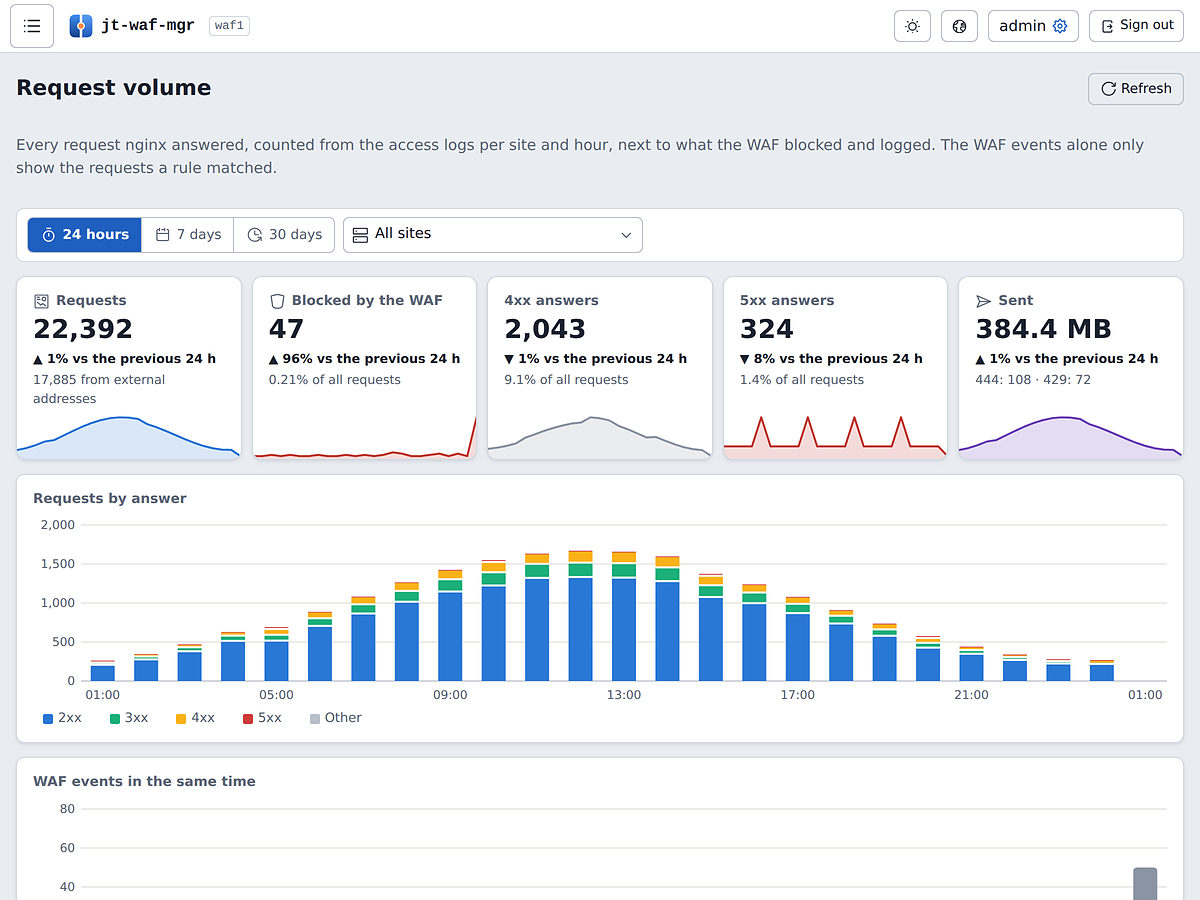 jt-waf-mgr waf1 admin Sign out
Request volume
Refresh
Every request nginx answered, counted from the access logs per site and hour, next to what the WAF blocked and logged. The WAF events alone only
show the requests a rule matched.
24 hours 7 days 30 days All sites
Requests
22,392
▲ 1% vs the previous 24 h
17,885 from external
addresses
Blocked by the WAF
47
▲ 96% vs the previous 24 h
0.21% of all requests
4xx answers
2,043
▼ 1% vs the previous 24 h
9.1% of all requests
5xx answers
324
▼ 8% vs the previous 24 h
1.4% of all requests
Sent
384.4 MB
▲ 1% vs the previous 24 h
444: 108 · 429: 72
Requests by answer
2,000
1,500
1,000
500
0
01:00 05:00 09:00 13:00 17:00 21:00 01:00
2xx 3xx 4xx 5xx Other
WAF events in the same time
80
60
40